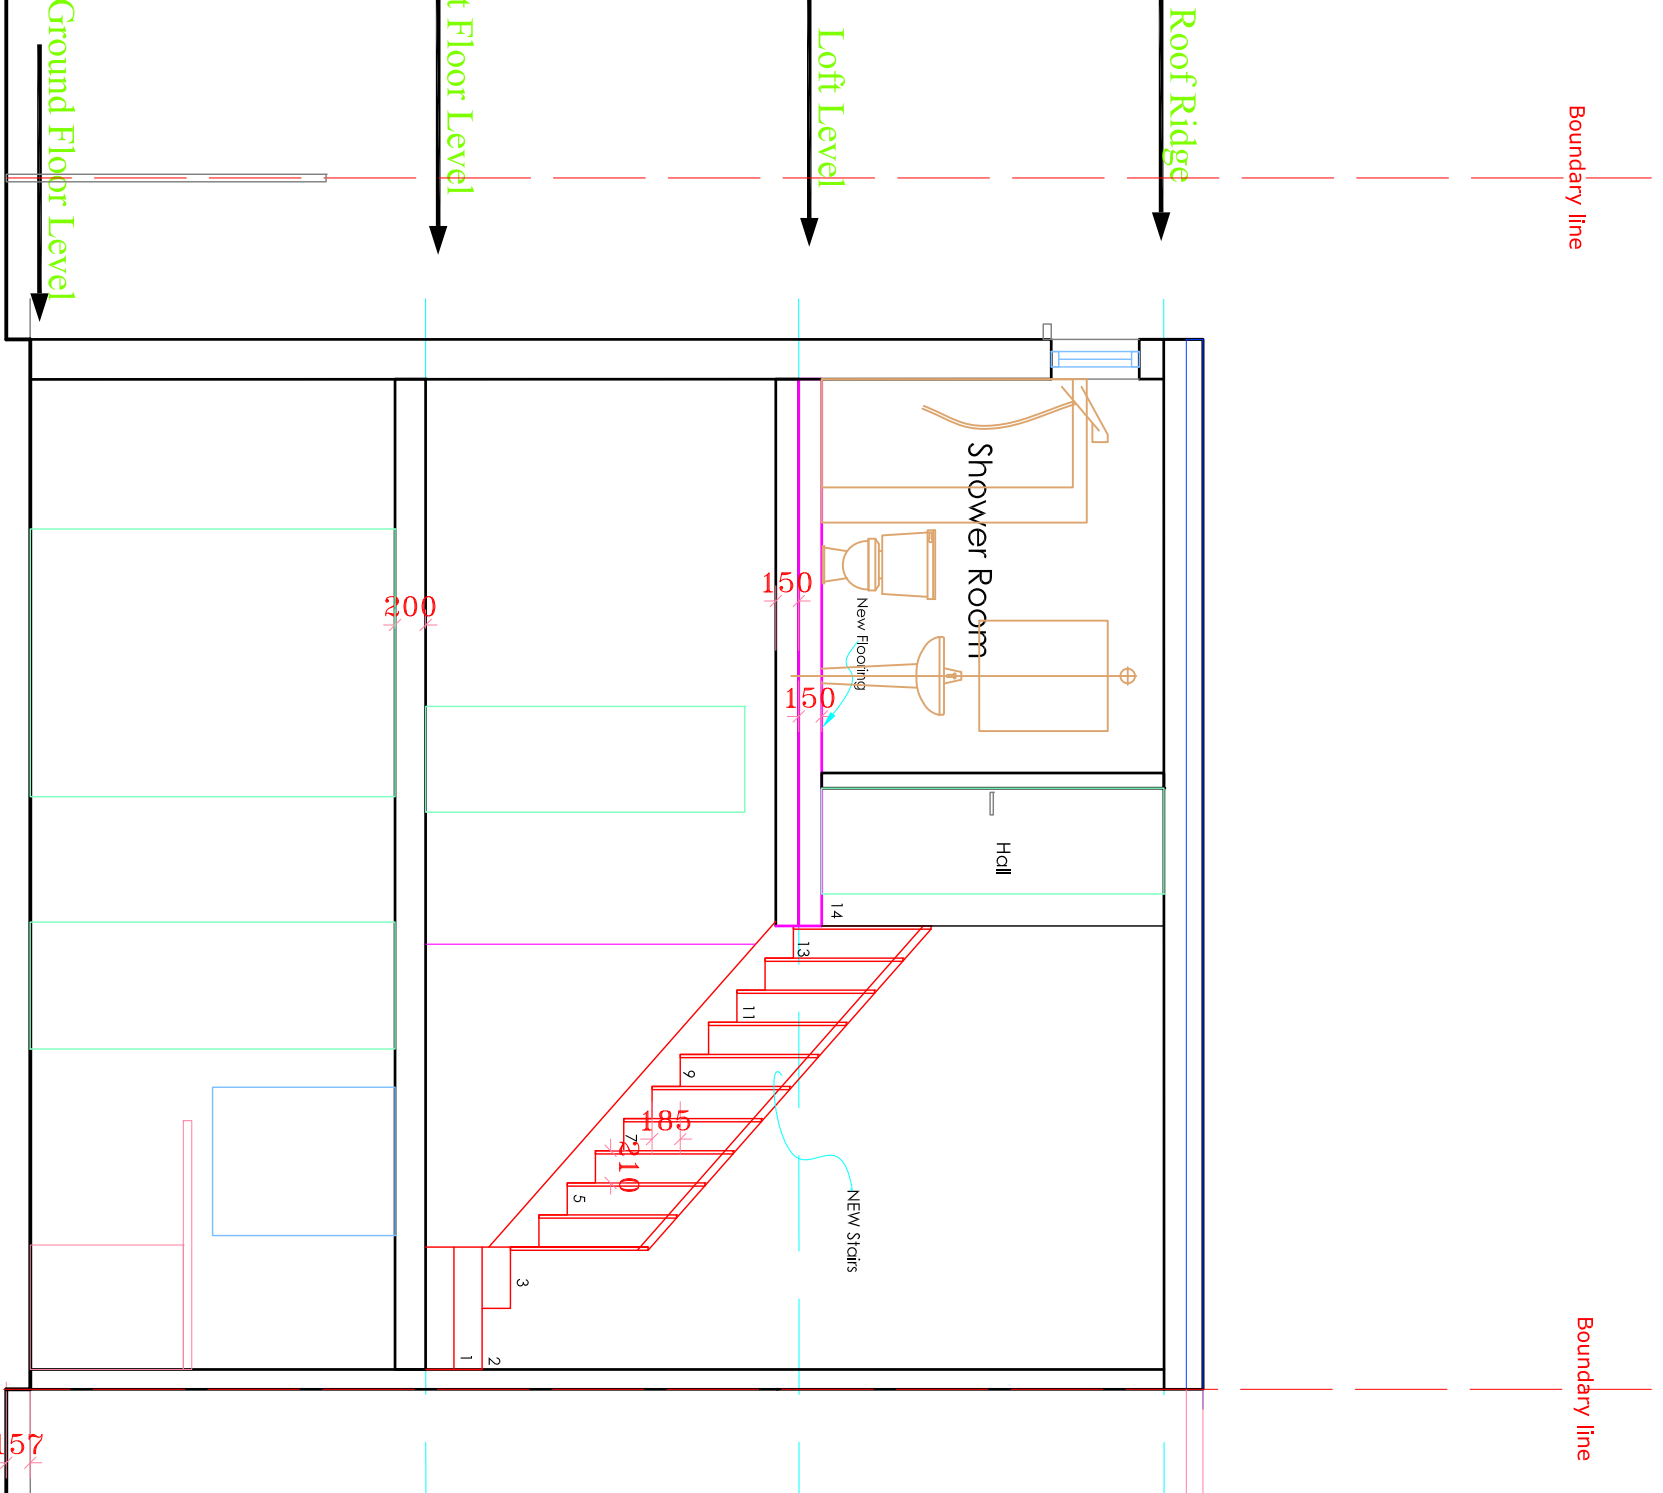 Boundary line
Roof Ridge
Loft Level
t Floor Level
Ground Floor Level
Shower Room
150
New Flooring
150
200
Hall
14
13
11
9
185
7
210
5
NEW Stairs
3
2
1
Boundary line
157